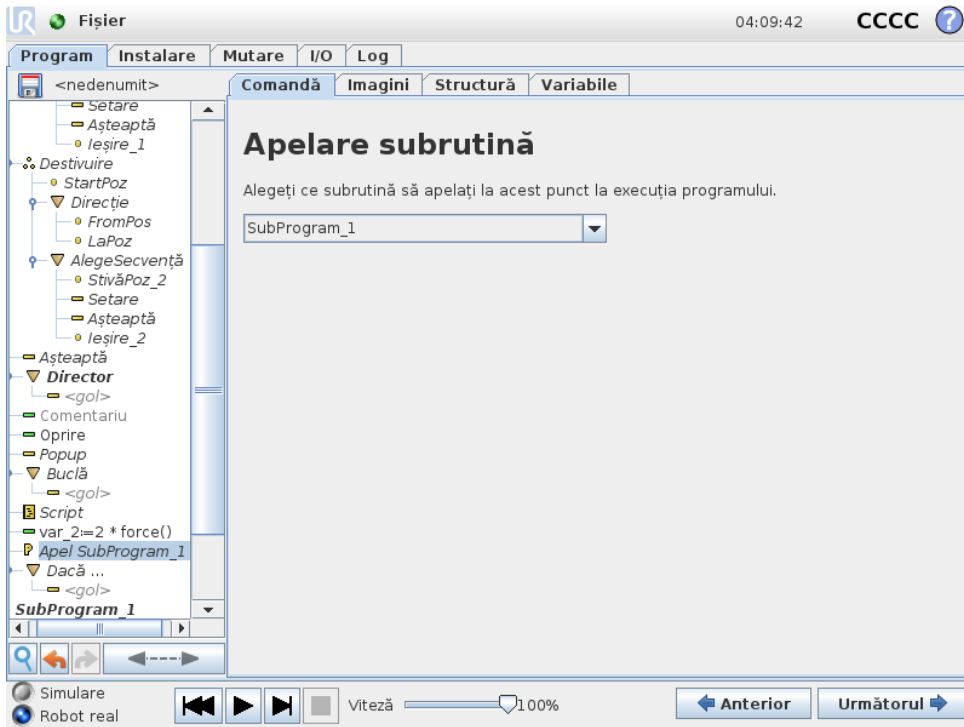 Fișier
04:09:42
CCCC
?
Program Instalare Mutare I/O Log
<nedenumit>
Comandă Imagini Structură Variabile
Setare
Așteaptă
Ieșire_1
Destivuire
StartPoz
Direcție
FromPos
LaPoz
AlegeSecvență
StivăPoz_2
Setare
Așteaptă
Ieșire_2
Așteaptă
Director
<gol>
Comentariu
Oprire
Popup
Buclă
<gol>
Script
var_2≔2 * force()
Apel SubProgram_1
Dacă ...
<gol>
SubProgram_1
Apelare subrutină
Alegeți ce subrutină să apelați la acest punct la execuția programului.
SubProgram_1
Simulare
Robot real
Viteză
100%
Anterior
Următorul